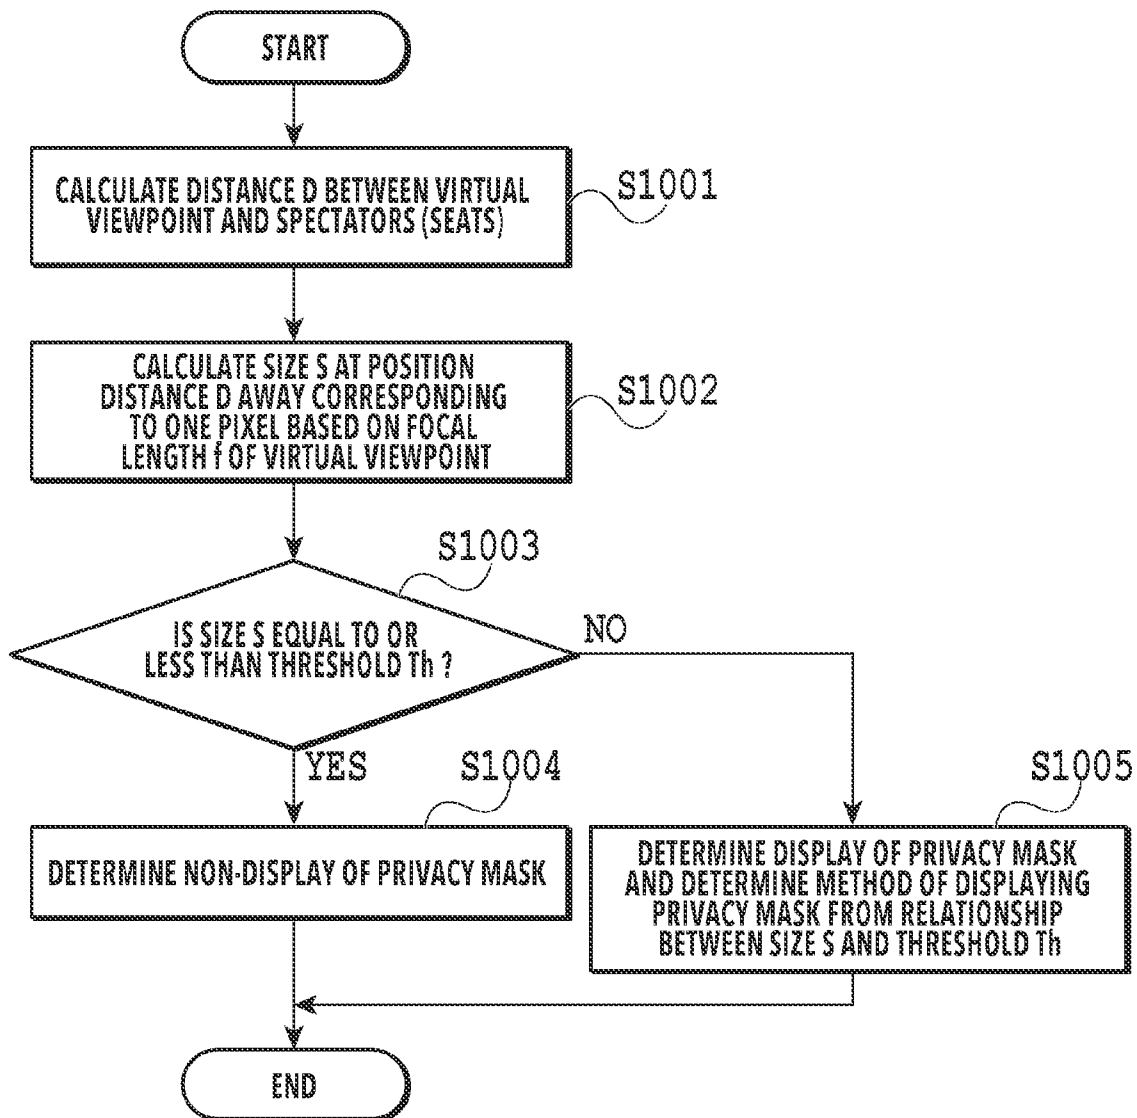 START
CALCULATE DISTANCE D BETWEEN VIRTUAL
VIEWPOINT AND SPECTATORS (SEATS)
S1001
CALCULATE SIZE S AT POSITION
DISTANCE D AWAY CORRESPONDING
TO ONE PIXEL BASED ON FOCAL
LENGTH f OF VIRTUAL VIEWPOINT
S1002
S1003
IS SIZE S EQUAL TO OR
LESS THAN THRESHOLD Th ?
NO
YES
S1004
DETERMINE NON-DISPLAY OF PRIVACY MASK
S1005
DETERMINE DISPLAY OF PRIVACY MASK
AND DETERMINE METHOD OF DISPLAYING
PRIVACY MASK FROM RELATIONSHIP
BETWEEN SIZE S AND THRESHOLD Th
END